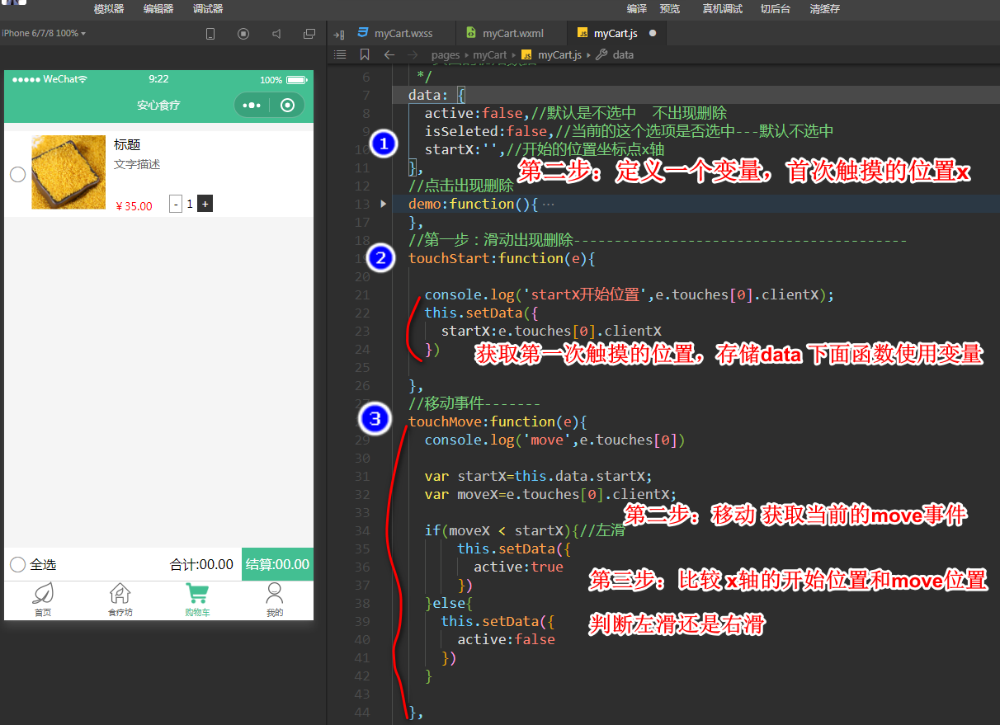 模拟器 编辑器 调试器 编译 预览 真机调试 切后台 清缓存
iPhone 6/7/8 100%
myCart.wxss myCart.wxml JS myCart.js
pages myCart JS myCart.js data
WeChat 9:22 100%
安心食疗
标题
文字描述
¥35.00 - 1 +
全选 合计:00.00 结算:00.00
首页 食疗坊 购物车 我的
6 */
7 data: {
8 active:false,//默认是不选中 不出现删除
9 isSeleted:false,//当前的这个选项是否选中---默认不选中
1
10 startX:'',//开始的位置坐标点x轴
11 },
第二步：定义一个变量，首次触摸的位置x
12 //点击出现删除
13 demo:function(){ ···
17 },
18 //第一步：滑动出现删除-----------------------------------------
2
19 touchStart:function(e){
20
21 console.log('startX开始位置',e.touches[0].clientX);
22 this.setData({
23 startX:e.touches[0].clientX
24 })
获取第一次触摸的位置，存储data 下面函数使用变量
25
26 },
27 //移动事件-------
3
touchMove:function(e){
29 console.log('move',e.touches[0])
30
31 var startX=this.data.startX;
32 var moveX=e.touches[0].clientX;
33
第二步：移动 获取当前的move事件
34 if(moveX < startX){//左滑
35 this.setData({
36 active:true
37 })
第三步：比较 x轴的开始位置和move位置
38 }else{
39 this.setData({
判断左滑还是右滑
40 active:false
41 })
42 }
43
44 },